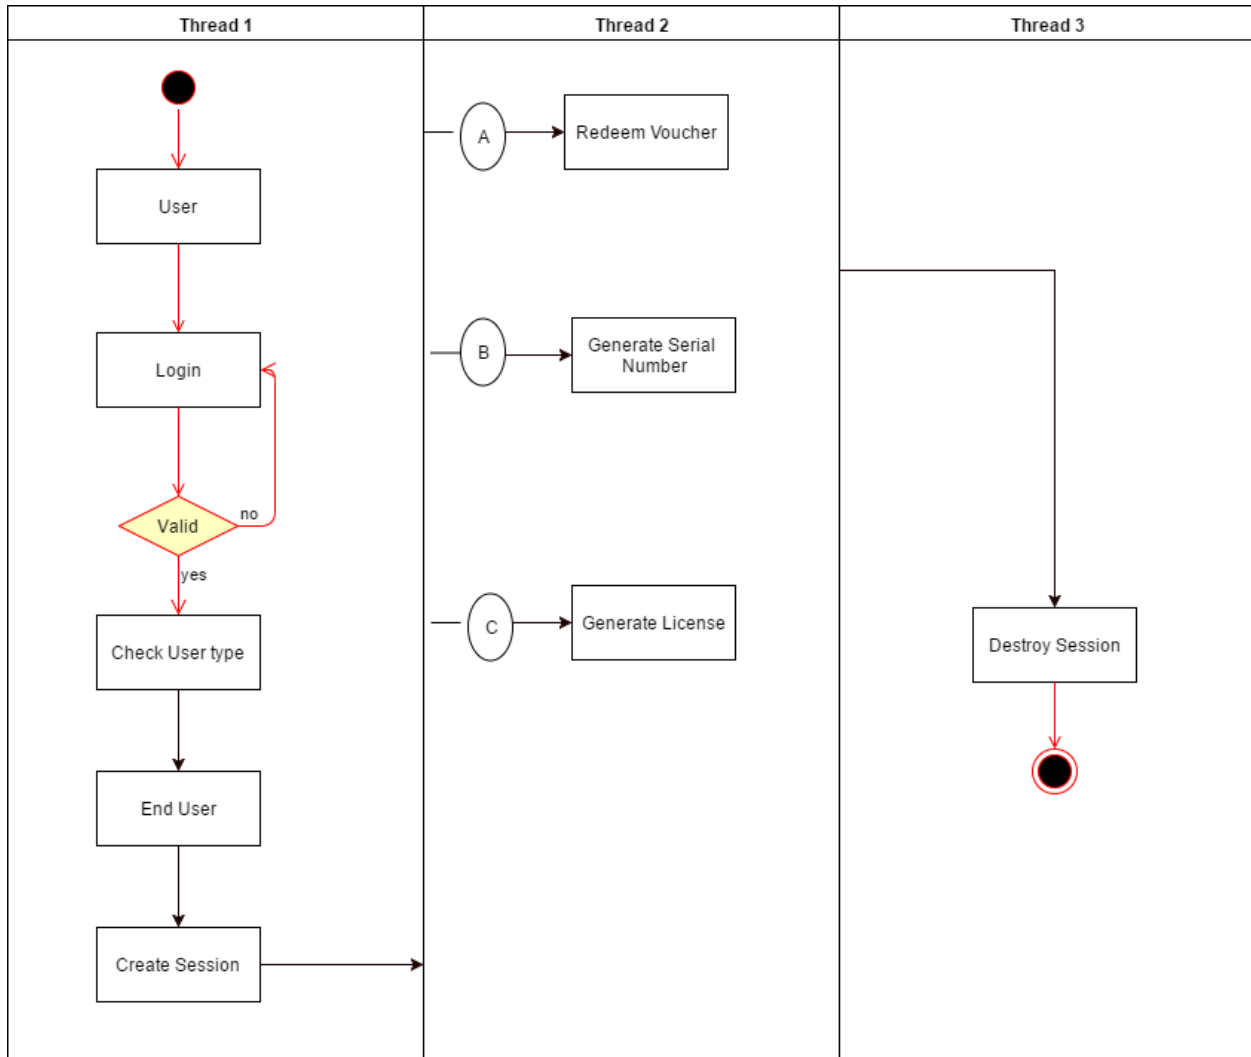 Thread 1
Thread 2
Thread 3
User
Login
Valid
no
yes
Check User type
End User
Create Session
A
Redeem Voucher
B
Generate Serial
Number
C
Generate License
Destroy Session